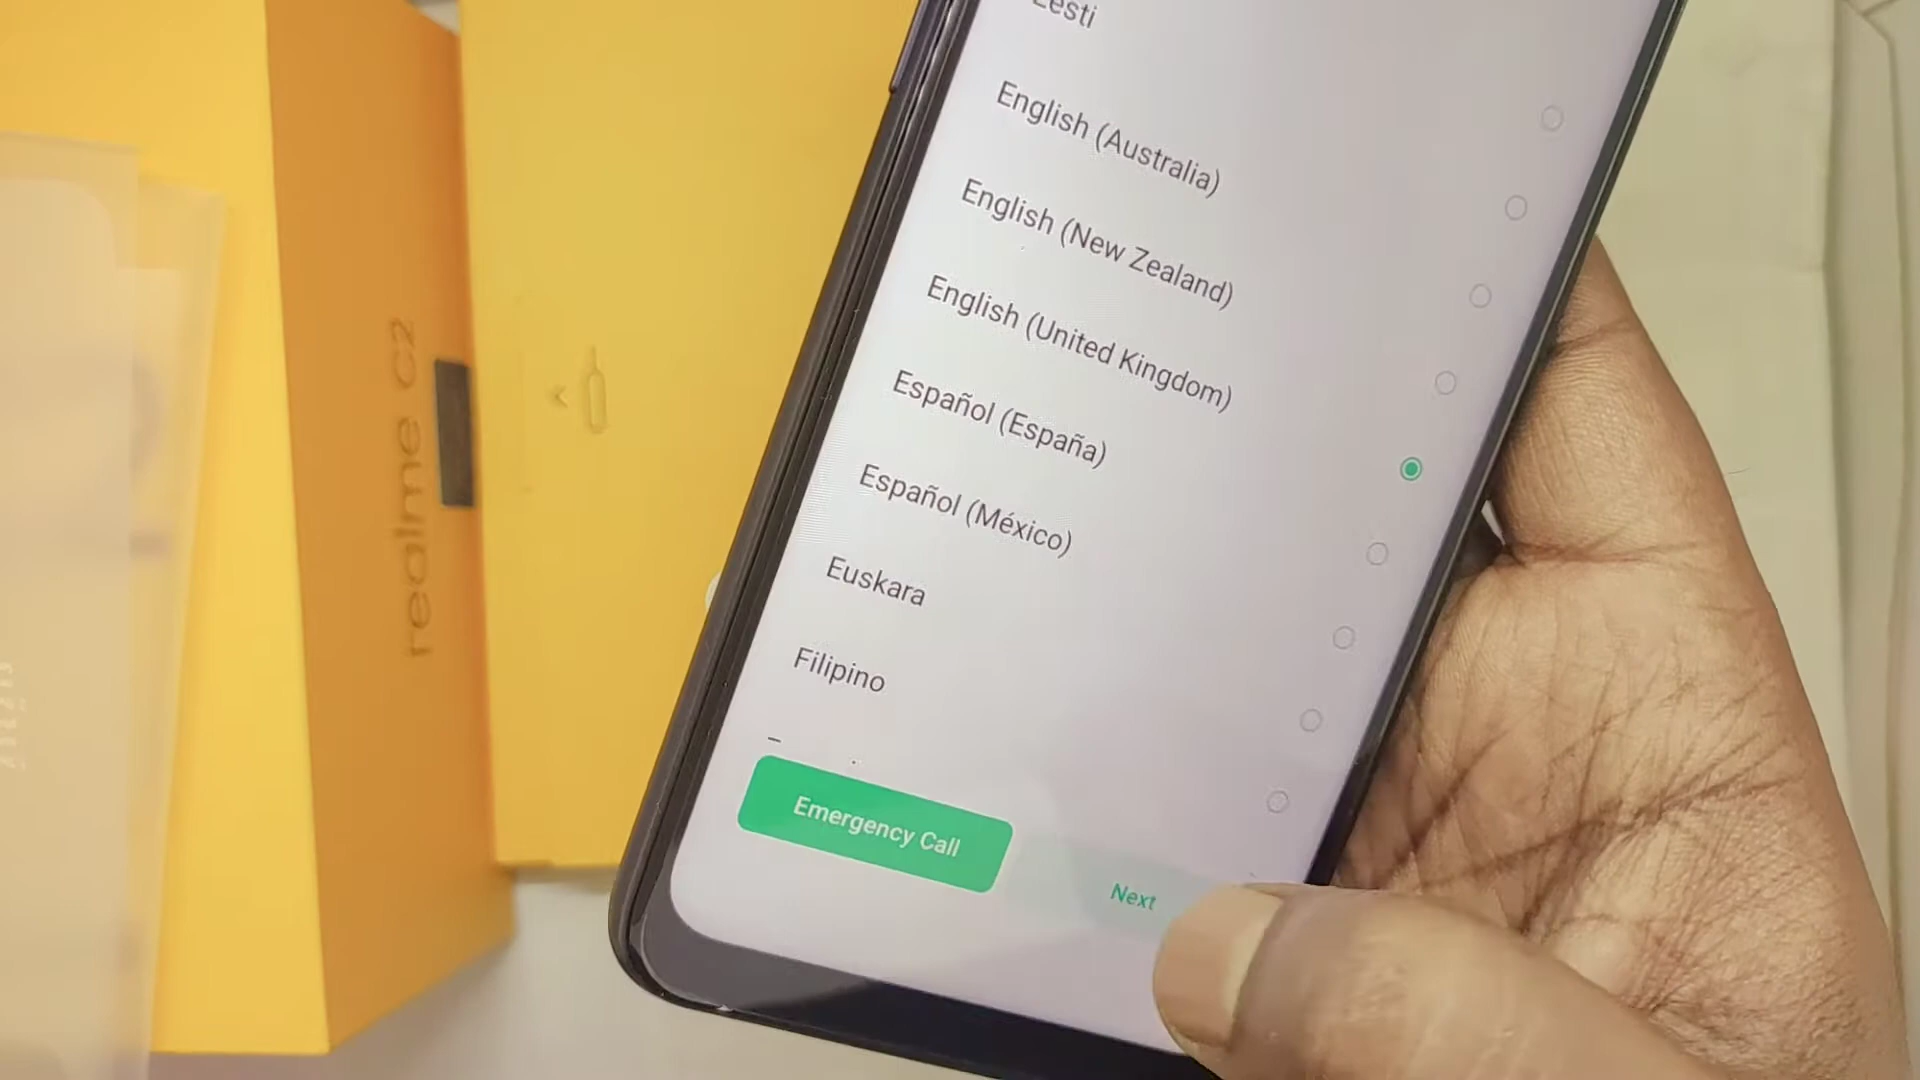 Eesti
English (Australia)
English (New Zealand)
English (United Kingdom)
Español (España)
Español (México)
Euskara
Filipino
Emergency Call
Next
realme C2